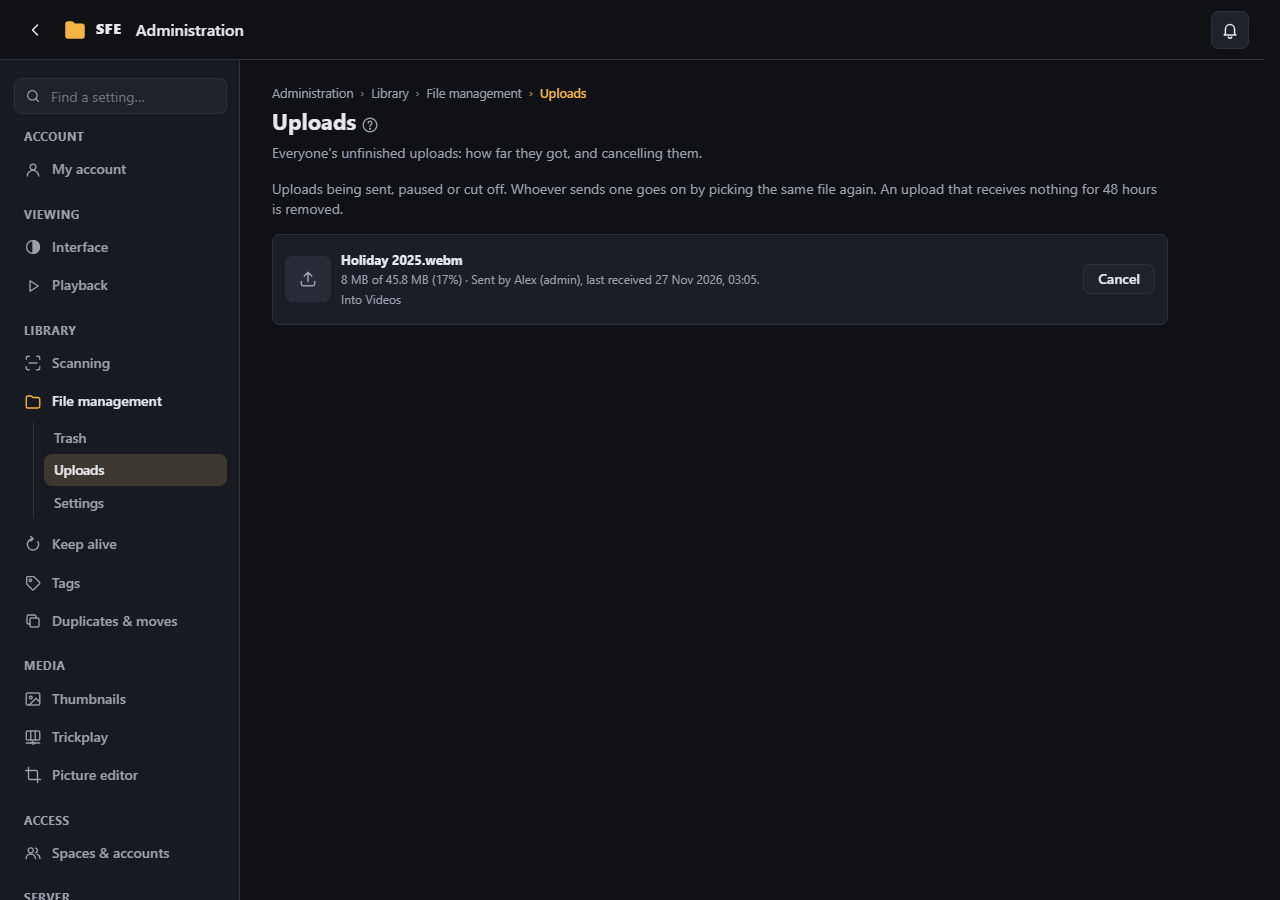 SFE Administration
Find a setting...
ACCOUNT
My account
VIEWING
Interface
Playback
LIBRARY
Scanning
File management
Trash
Uploads
Settings
Keep alive
Tags
Duplicates & moves
MEDIA
Thumbnails
Trickplay
Picture editor
ACCESS
Spaces & accounts
SERVER
Administration › Library › File management › Uploads
Uploads ?
Everyone's unfinished uploads: how far they got, and cancelling them.
Uploads being sent, paused or cut off. Whoever sends one goes on by picking the same file again. An upload that receives nothing for 48 hours
is removed.
Holiday 2025.webm
8 MB of 45.8 MB (17%) · Sent by Alex (admin), last received 27 Nov 2026, 03:05.
Into Videos
Cancel